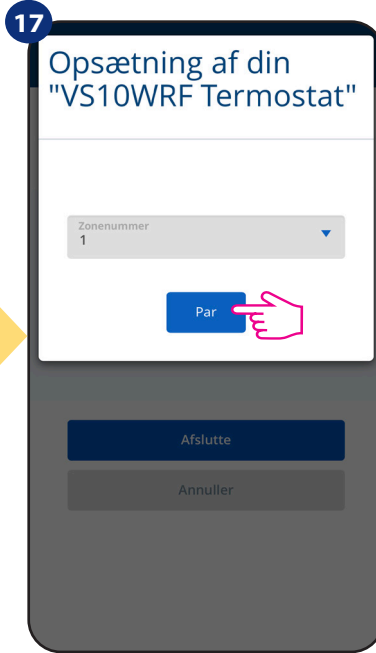 17
Opsætning af din
"VS10WRF Termostat"
Zonenummer
1
Par
Afslutte
Annuller